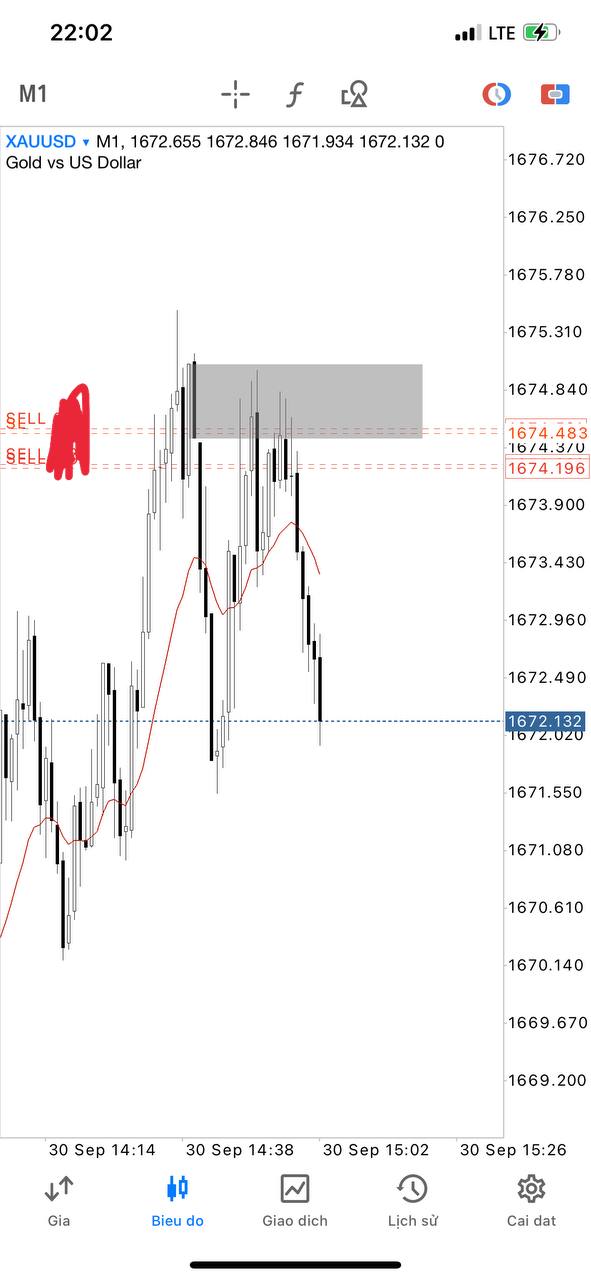 22:02
LTE
M1
XAUUSD M1, 1672.655 1672.846 1671.934 1672.132 0
Gold vs US Dollar
1676.720
1676.250
1675.780
1675.310
1674.840
SELL
1674.483
1674.370
SELL
1674.196
1673.900
1673.430
1672.960
1672.490
1672.132
1672.020
1671.550
1671.080
1670.610
1670.140
1669.670
1669.200
30 Sep 14:14
30 Sep 14:38
30 Sep 15:02
30 Sep 15:26
Gia
Bieu do
Giao dich
Lịch sử
Cai dat